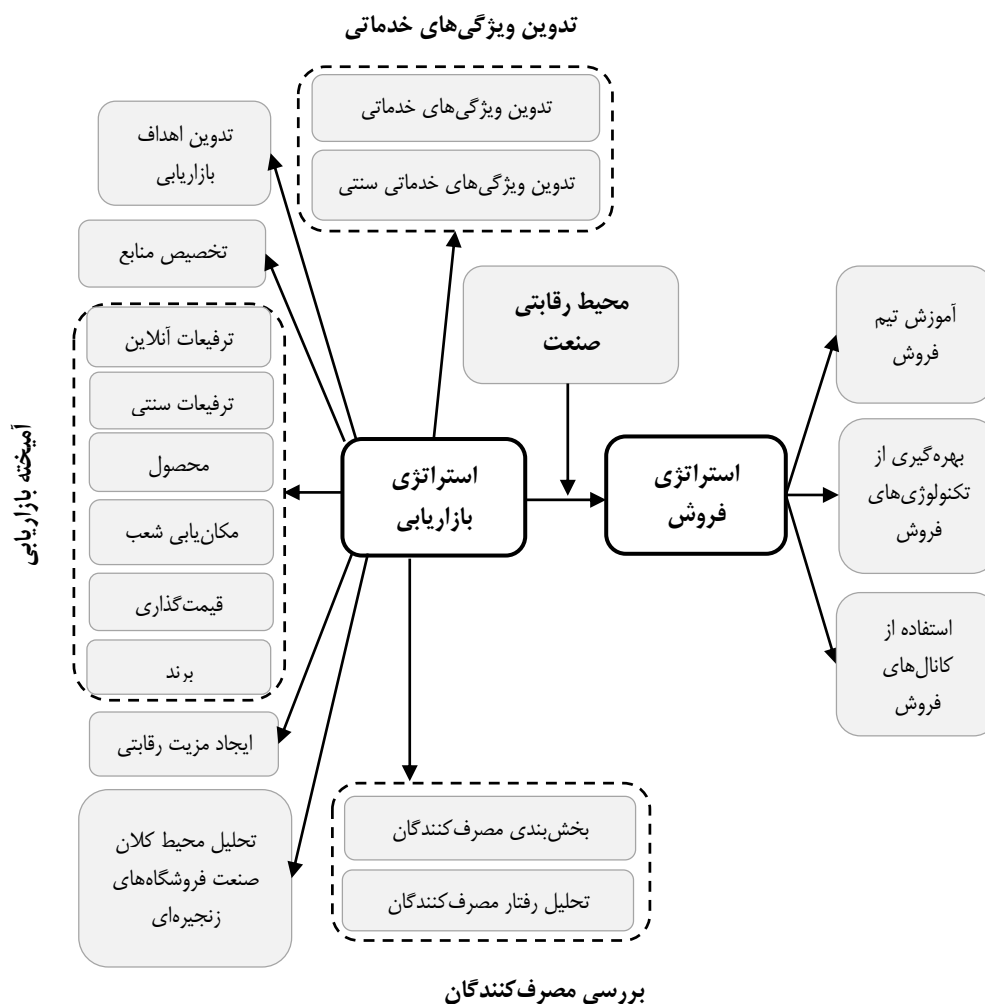 تدوین ویژگی‌های خدماتی
تدوین ویژگی‌های خدماتی
تدوین ویژگی‌های خدماتی سنتی
تدوین اهداف
بازاریابی
تخصیص منابع
محیط رقابتی
صنعت
آمیخته بازاریابی
ترفیعات آنلاین
ترفیعات سنتی
محصول
مکان‌یابی شعب
قیمت‌گذاری
برند
استراتژی
بازاریابی
استراتژی
فروش
آموزش تیم
فروش
بهره‌گیری از
تکنولوژی‌های
فروش
استفاده از
کانال‌های
فروش
ایجاد مزیت رقابتی
تحلیل محیط کلان
صنعت فروشگاه‌های
زنجیره‌ای
بخش‌بندی مصرف‌کنندگان
تحلیل رفتار مصرف‌کنندگان
بررسی مصرف‌کنندگان